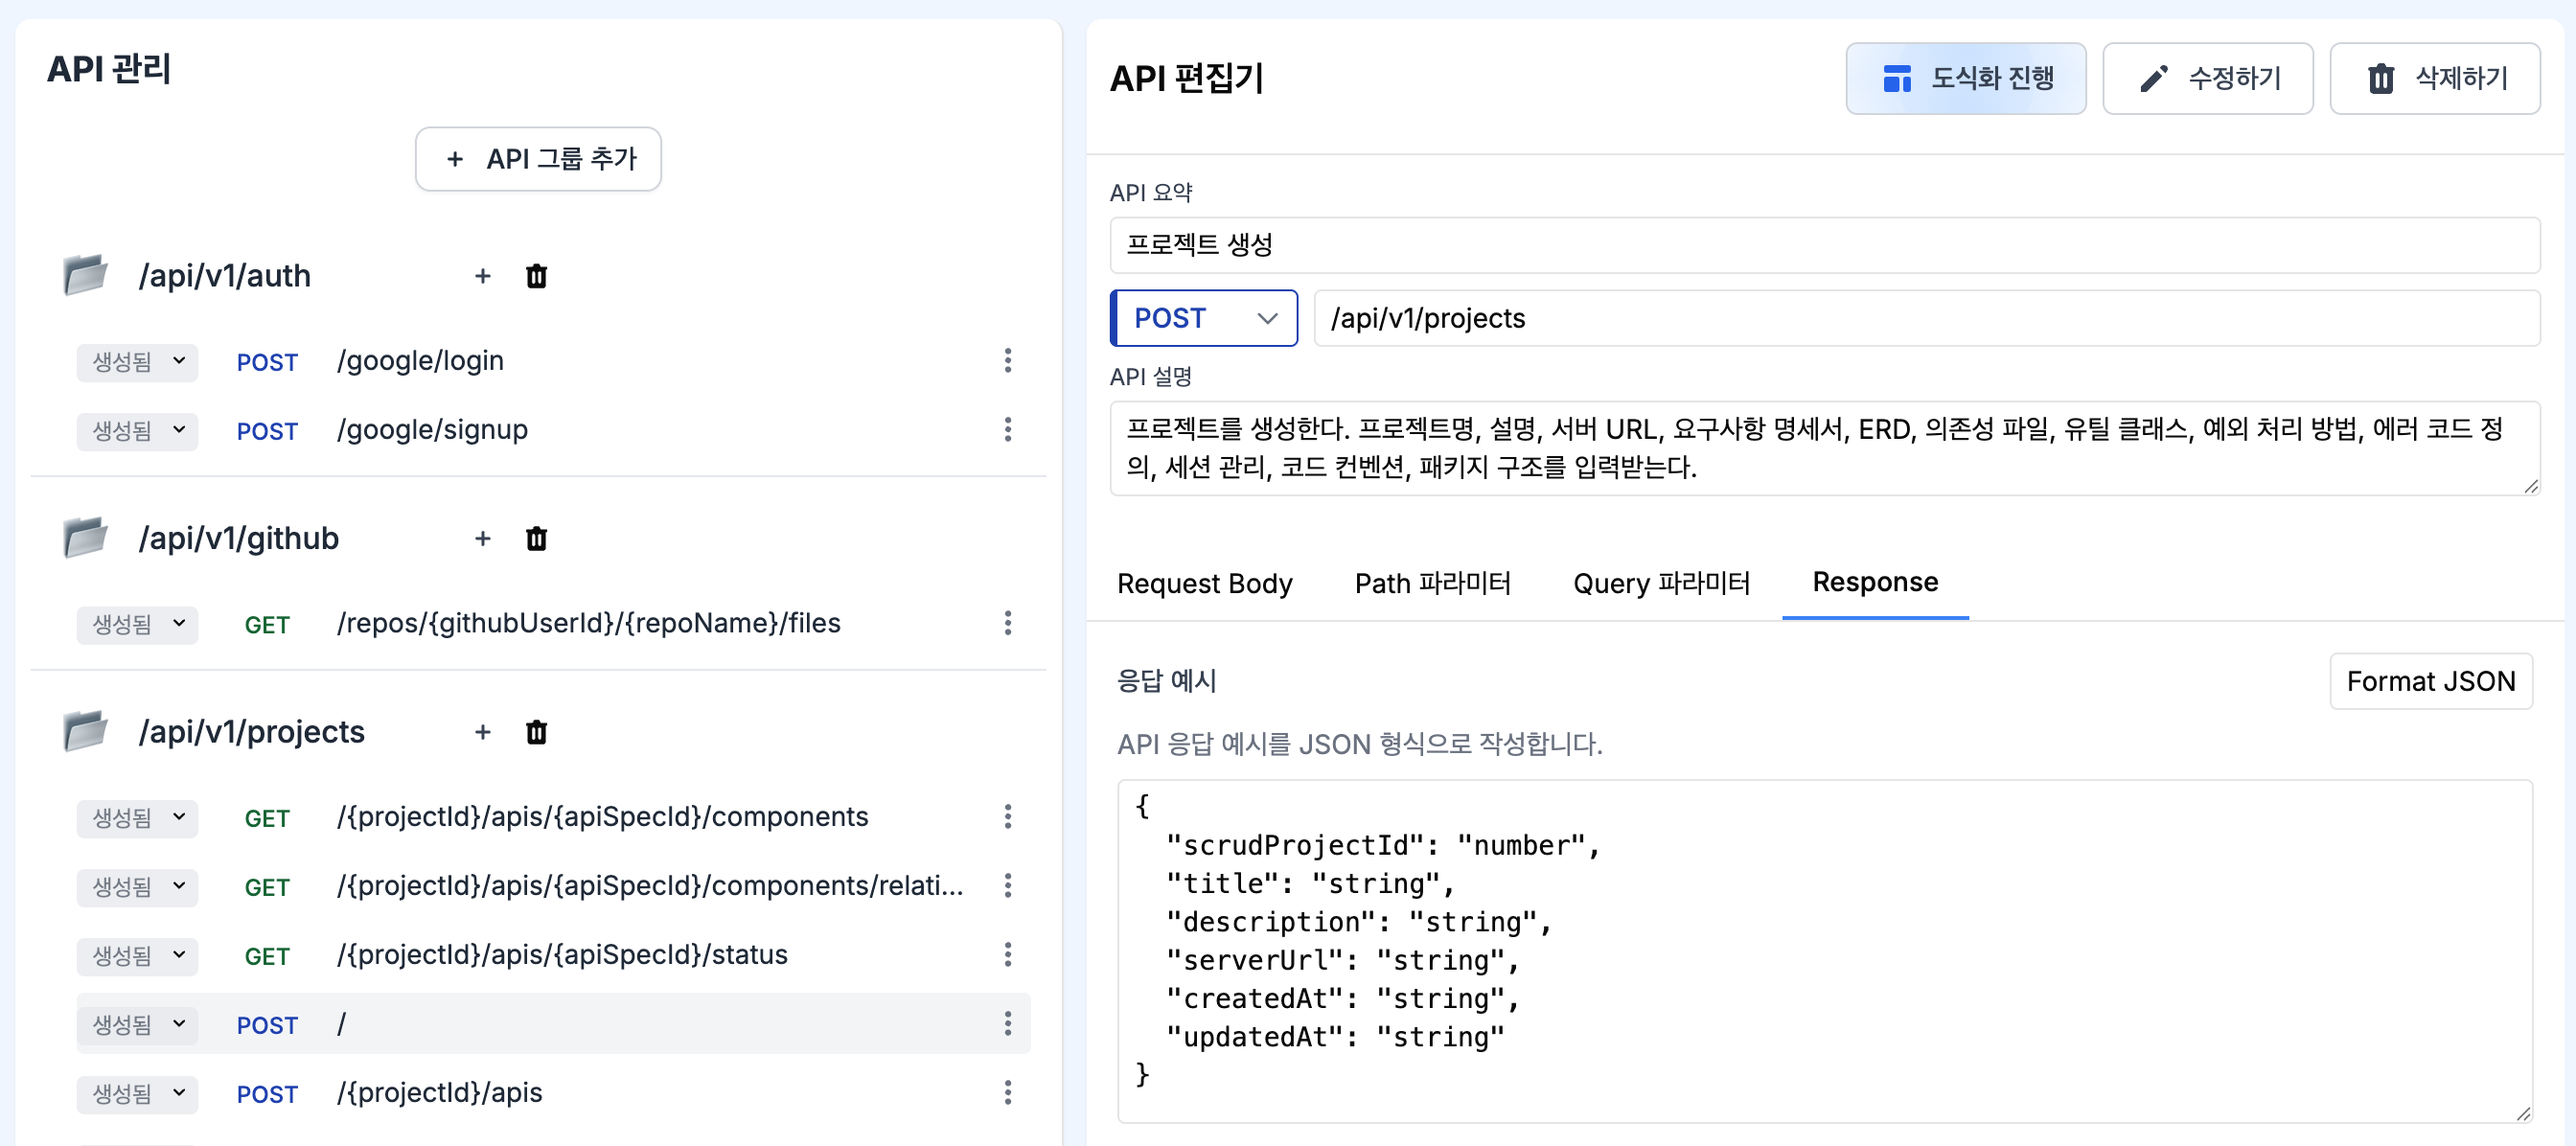 API 관리
+ API 그룹 추가
/api/v1/auth +
생성됨 POST /google/login
생성됨 POST /google/signup
/api/v1/github +
생성됨 GET /repos/{githubUserId}/{repoName}/files
/api/v1/projects +
생성됨 GET /{projectId}/apis/{apiSpecId}/components
생성됨 GET /{projectId}/apis/{apiSpecId}/components/relati...
생성됨 GET /{projectId}/apis/{apiSpecId}/status
생성됨 POST /
생성됨 POST /{projectId}/apis
API 편집기
도식화 진행 수정하기 삭제하기
API 요약
프로젝트 생성
POST /api/v1/projects
API 설명
프로젝트를 생성한다. 프로젝트명, 설명, 서버 URL, 요구사항 명세서, ERD, 의존성 파일, 유틸 클래스, 예외 처리 방법, 에러 코드 정
의, 세션 관리, 코드 컨벤션, 패키지 구조를 입력받는다.
Request Body Path 파라미터 Query 파라미터 Response
응답 예시 Format JSON
API 응답 예시를 JSON 형식으로 작성합니다.
{
"scrudProjectId": "number",
"title": "string",
"description": "string",
"serverUrl": "string",
"createdAt": "string",
"updatedAt": "string"
}